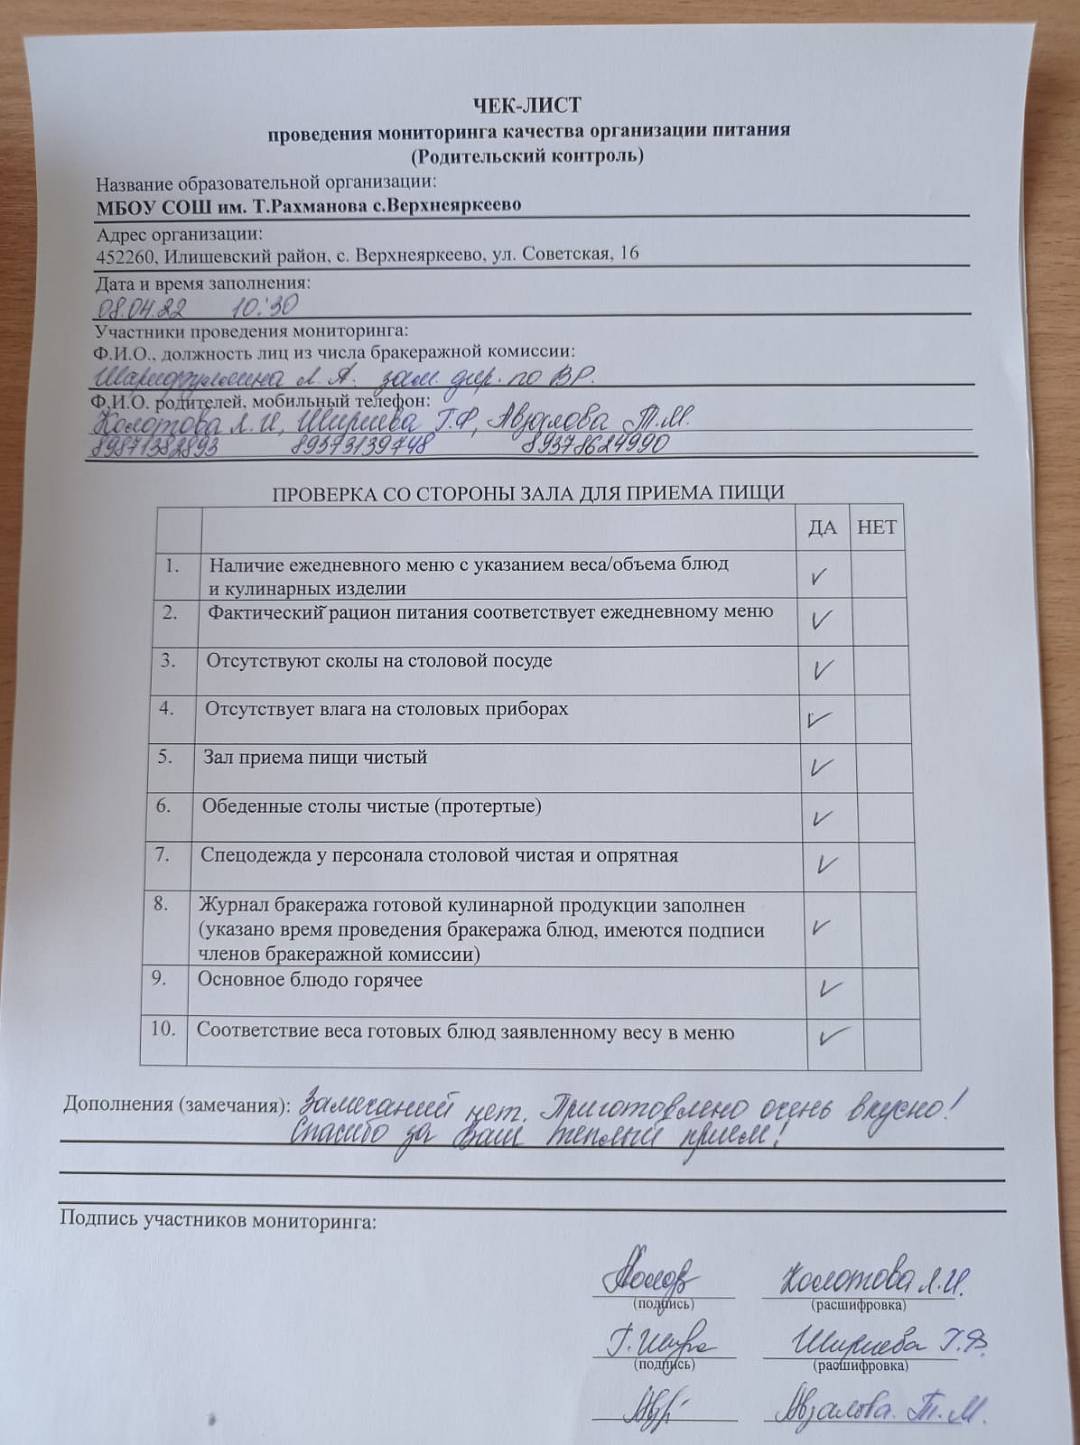 ЧЕК-ЛИСТ
проведения мониторинга качества организации питания
(Родительский контроль)
Название образовательной организации:
МБОУ СОШ им. Т.Рахманова с.Верхнеяркеево
Адрес организации:
452260, Илишевский район, с. Верхнеяркеево, ул. Советская, 16
Дата и время заполнения:
08.04.22 10:30
Участники проведения мониторинга:
Ф.И.О., должность лиц из числа бракеражной комиссии:
Шарифуллина Л.А. зам. дир. по ВР.
Ф.И.О. родителей, мобильный телефон:
Колотова Л.И, Шириева Г.Ф, Авзалова Т.М.
89871382893 89373139748 89378624990
ПРОВЕРКА СО СТОРОНЫ ЗАЛА ДЛЯ ПРИЕМА ПИЩИ
ДА НЕТ
1. Наличие ежедневного меню с указанием веса/объема блюд
и кулинарных изделии
2. Фактический рацион питания соответствует ежедневному меню
3. Отсутствуют сколы на столовой посуде
4. Отсутствует влага на столовых приборах
5. Зал приема пищи чистый
6. Обеденные столы чистые (протертые)
7. Спецодежда у персонала столовой чистая и опрятная
8. Журнал бракеража готовой кулинарной продукции заполнен
(указано время проведения бракеража блюд, имеются подписи
членов бракеражной комиссии)
9. Основное блюдо горячее
10. Соответствие веса готовых блюд заявленному весу в меню
Дополнения (замечания): Замечаний нет. Приготовлено очень вкусно!
Спасибо за Ваш теплый прием!
Подпись участников мониторинга:
Колотова Л.И.
(подпись) (расшифровка)
Шириева Г.Ф.
(подпись) (расшифровка)
Авзалова. Т.М.